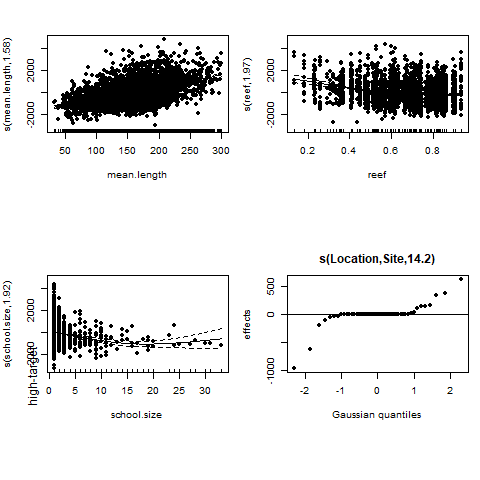 s(mean.length,1.58)
-2000 2000
50 100 150 200 250 300
mean.length
s(reef,1.97)
-2000 2000
0.2 0.4 0.6 0.8
reef
s(school.size,1.92)
2000
0 5 10 15 20 25 30
school.size
s(Location,Site,14.2)
effects
-1000 0 500
-2 -1 0 1 2
Gaussian quantiles